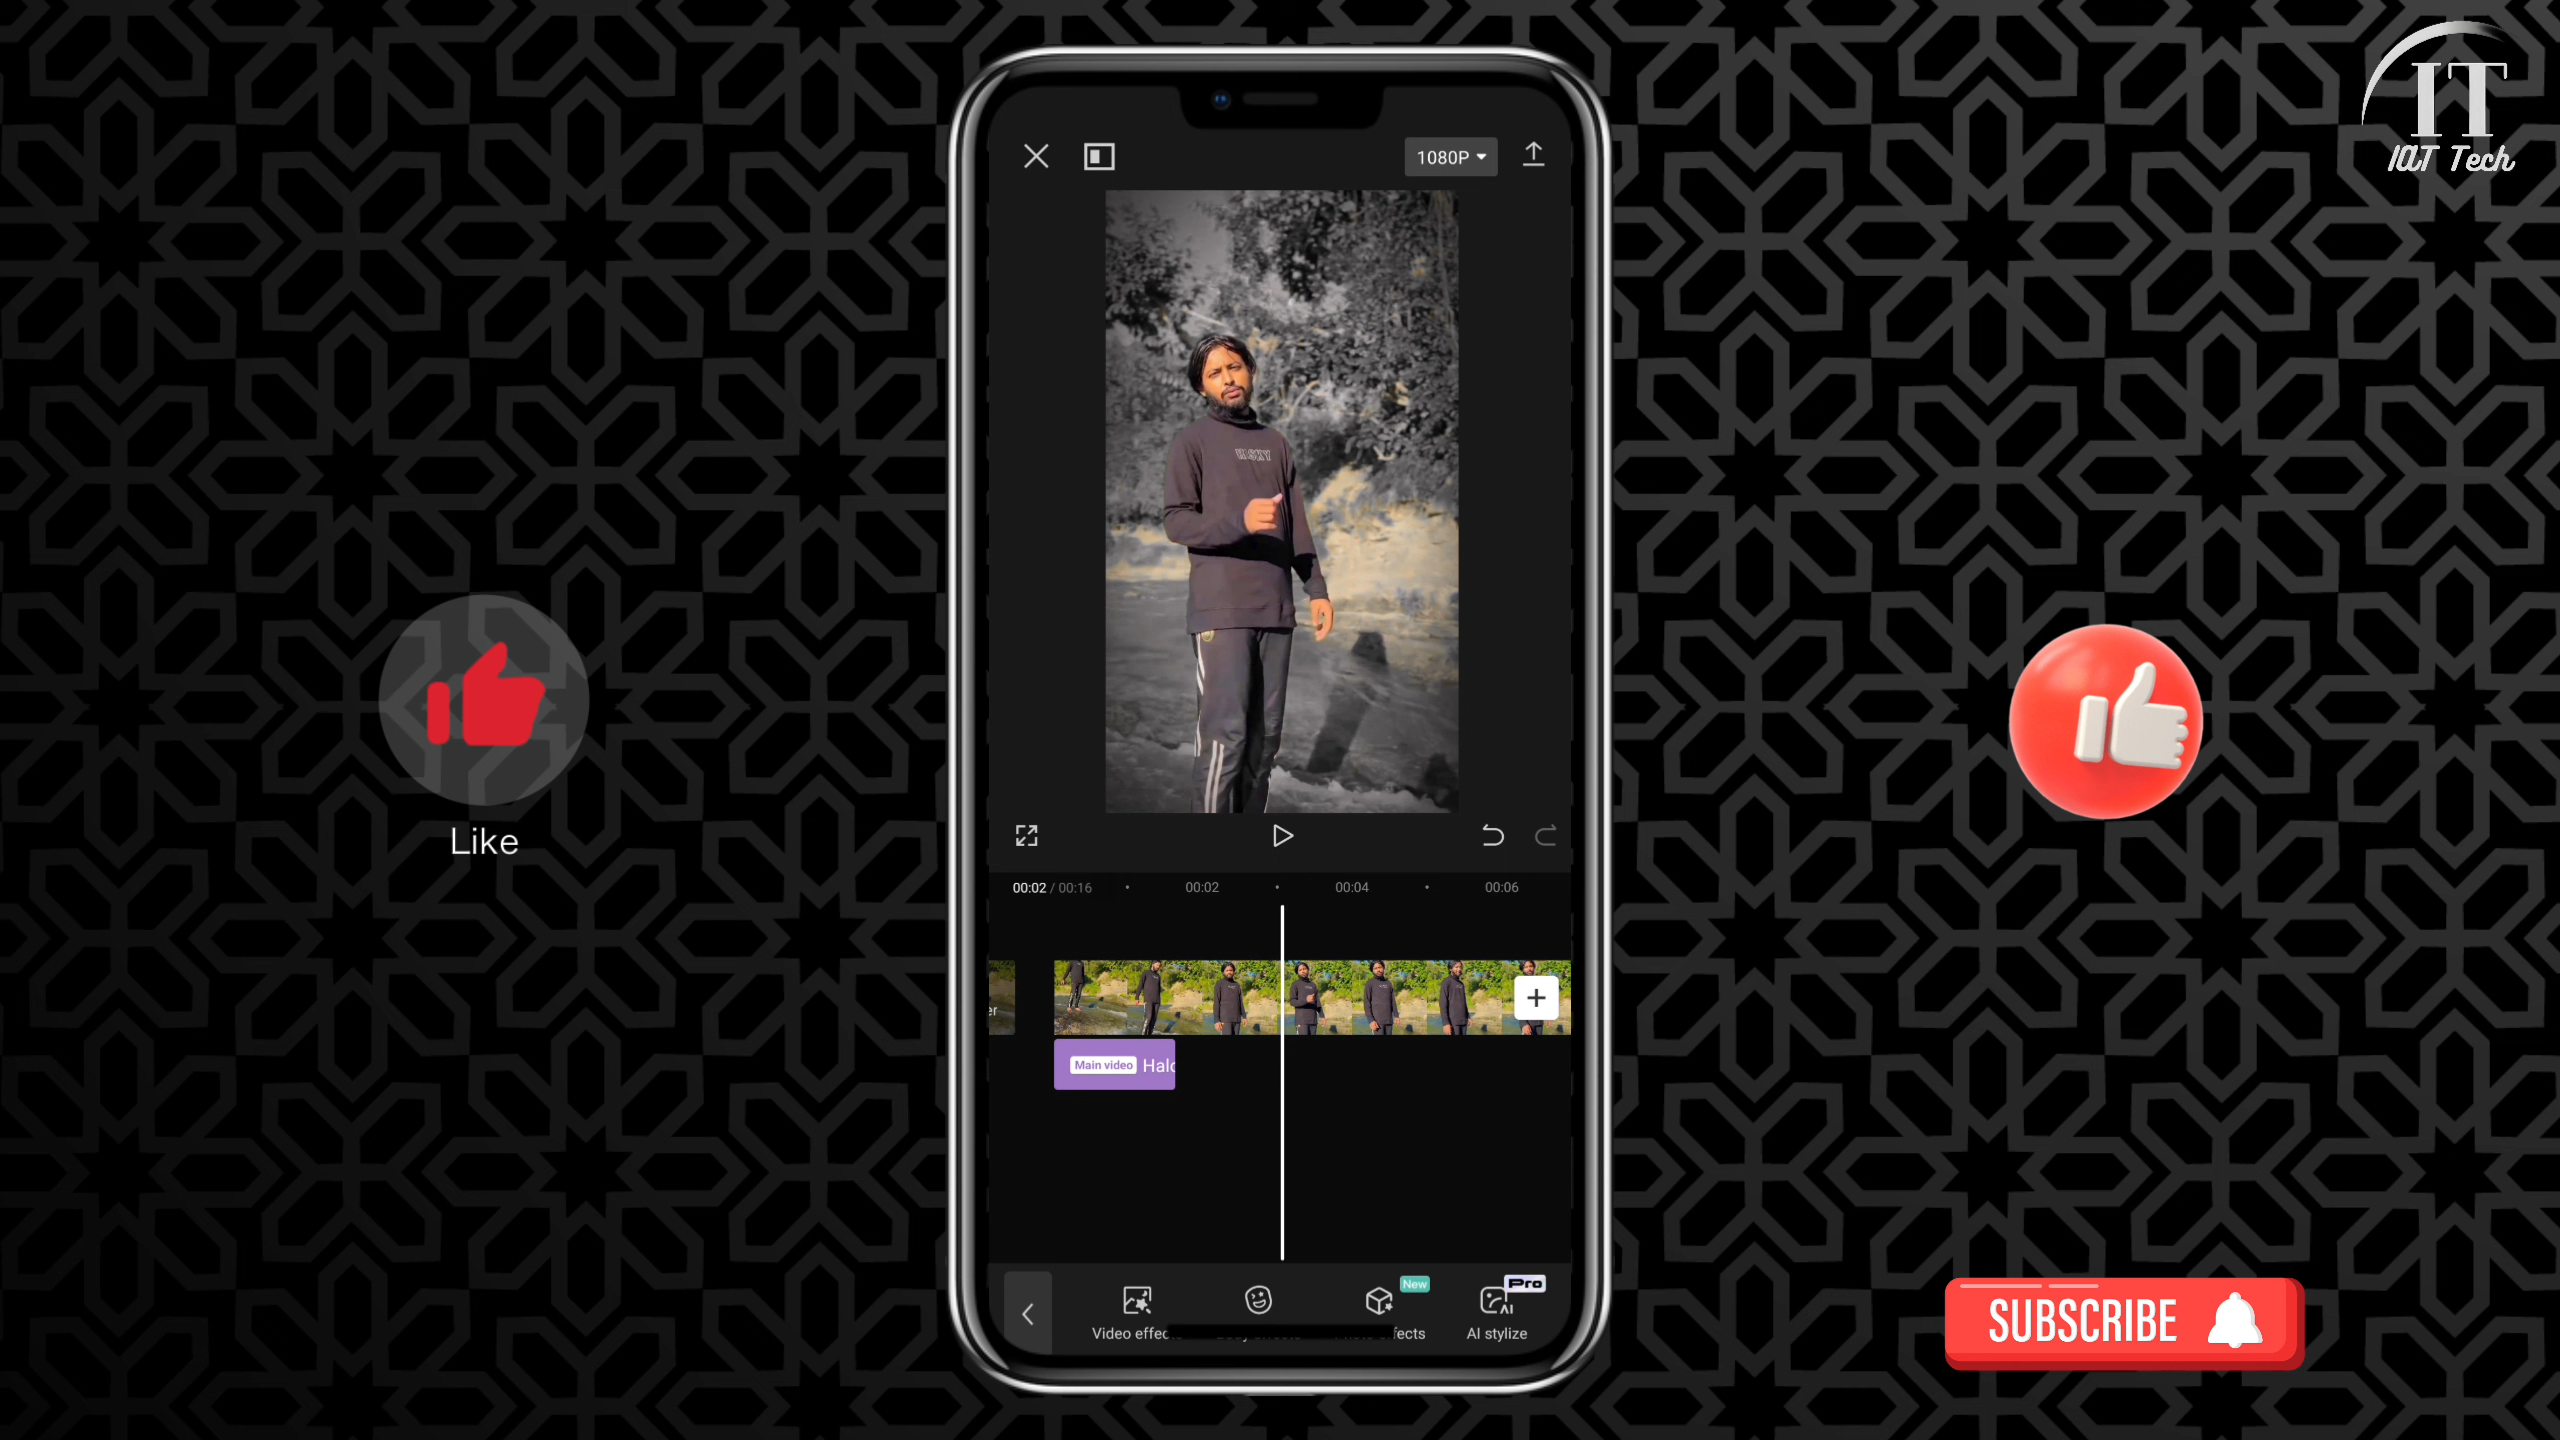 IT
IAT Tech
1080P
Like
00:02 / 00:16
00:02
00:04
00:06
Main video
New
Pro
AI
Video effec
fects
AI stylize
SUBSCRIBE